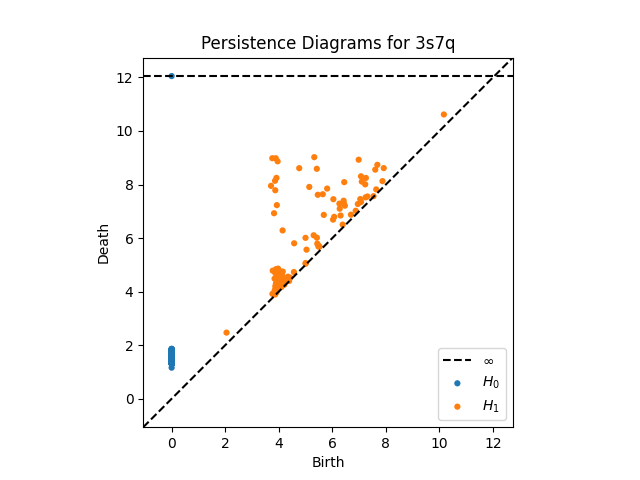 Persistence Diagrams for 3s7q
12
10
8
6
4
2
0
Death
0 2 4 6 8 10 12
Birth
∞
H₀
H₁